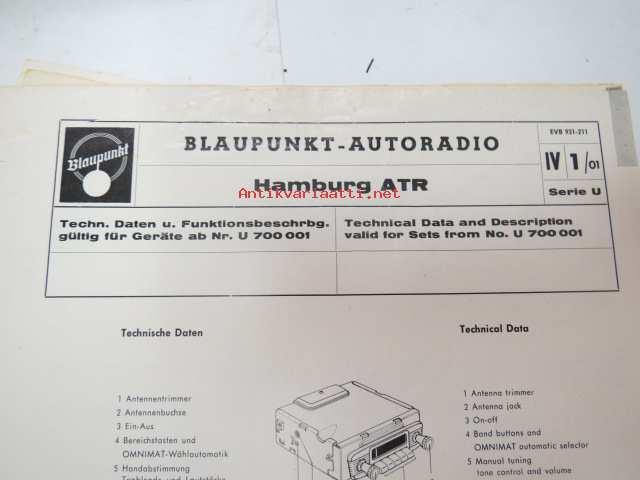 EVB 921-211
Blaupunkt
BLAUPUNKT-AUTORADIO
IV 1/01
Antikvariaatti.net
Hamburg ATR
Serie U
Techn. Daten u. Funktionsbeschrbg.
gültig für Geräte ab Nr. U 700 001
Technical Data and Description
valid for Sets from No. U 700 001
Technische Daten
1 Antennentrimmer
2 Antennenbuchse
3 Ein-Aus
4 Bereichstasten und
OMNIMAT-Wählautomatik
5 Handabstimmung
Tonblende und Lautstärke
Technical Data
1 Antenna trimmer
2 Antenna jack
3 On-off
4 Band buttons and
OMNIMAT automatic selector
5 Manual tuning
tone control and volume